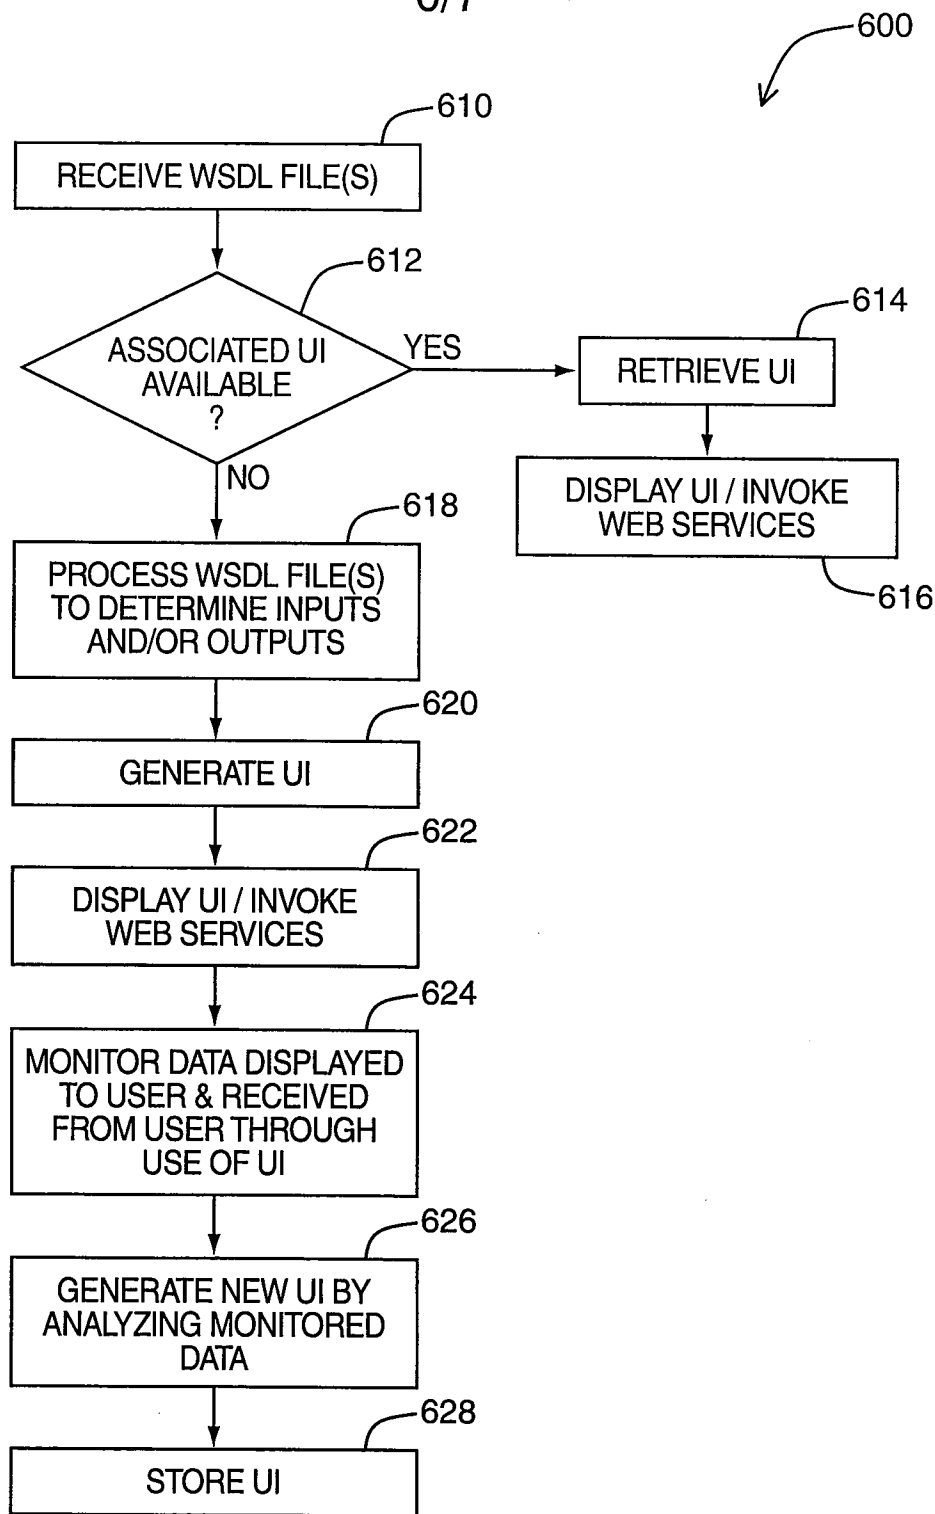 600
610
RECEIVE WSDL FILE(S)
612
ASSOCIATED UI
AVAILABLE
?
YES
614
RETRIEVE UI
DISPLAY UI / INVOKE
WEB SERVICES
616
NO
618
PROCESS WSDL FILE(S)
TO DETERMINE INPUTS
AND/OR OUTPUTS
620
GENERATE UI
622
DISPLAY UI / INVOKE
WEB SERVICES
624
MONITOR DATA DISPLAYED
TO USER & RECEIVED
FROM USER THROUGH
USE OF UI
626
GENERATE NEW UI BY
ANALYZING MONITORED
DATA
628
STORE UI